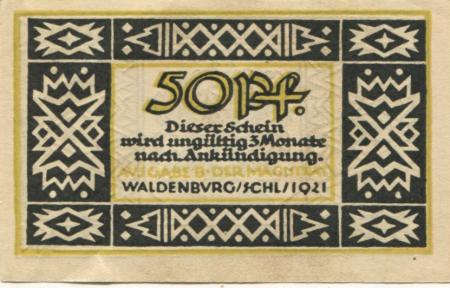 50 Pf.
Dieser Schein
wird ungültig 3 Monate
nach Ankündigung.
AUSGABE B · DER MAGISTRAT
WALDENBURG/SCHL/1921